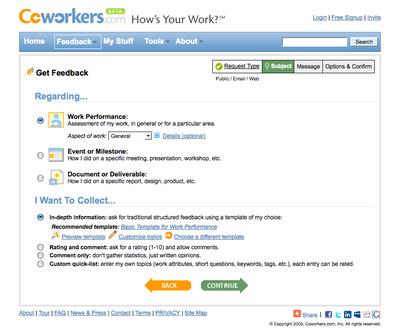 Coworkers.com BETA How's Your Work?℠
Login | Free Signup | Invite
Home Feedback My Stuff Tools About Search
Get Feedback
Request Type Subject Message Options & Confirm
Public / Email / Web
Regarding...
Work Performance:
Assessment of my work, in general or for a particular area.
Aspect of work: General Details (optional)
Event or Milestone:
How I did on a specific meeting, presentation, workshop, etc.
Document or Deliverable:
How I did on a specific report, design, product, etc.
I Want To Collect...
In-depth information: ask for traditional structured feedback using a template of my choice:
Recommended template: Basic Template for Work Performance
Preview template Customize topics Choose a different template
Rating and comment: ask for a rating (1-10) and allow comments.
Comment only: don't gather statistics, just written opinions.
Custom quick-list: enter my own topics (work attributes, short questions, keywords, tags, etc.), each entry can be rated.
BACK CONTINUE
About | Tour | FAQ | News & Press | Contact | Terms | PRIVACY | Site Map
Share |
© Copyright 2009, Coworkers.com, Inc. All Rights Reserved.